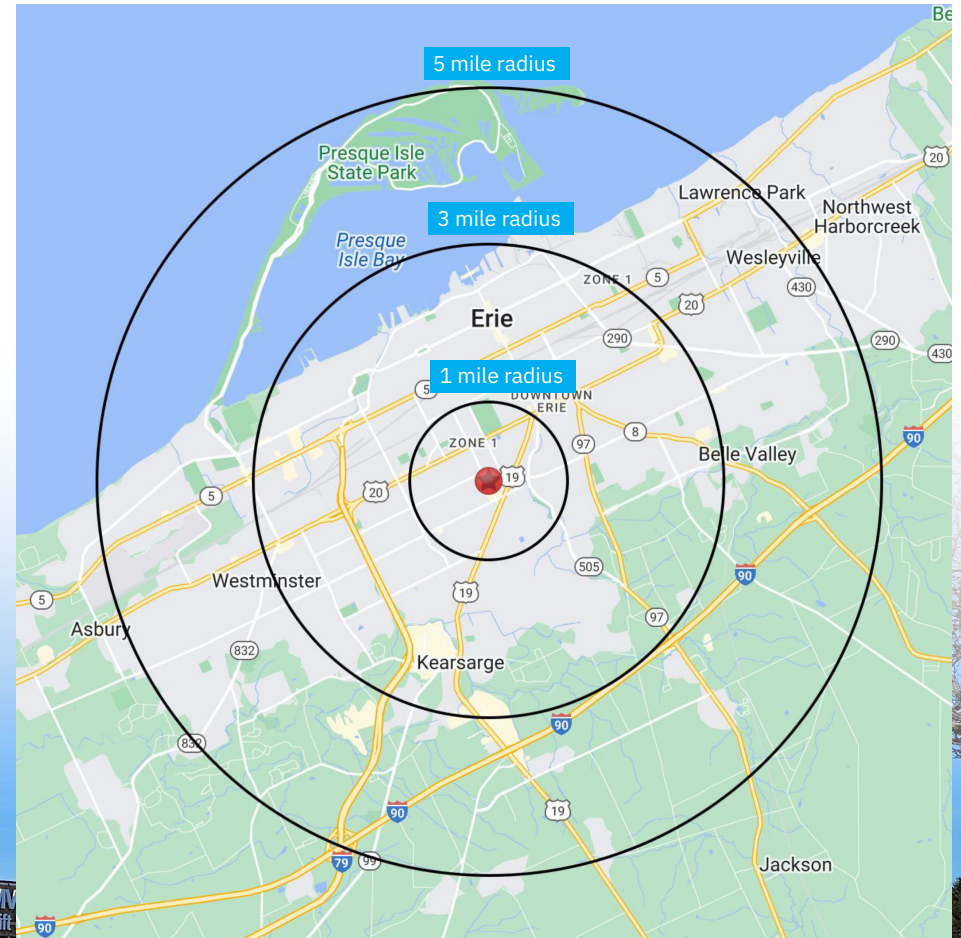 Be
5 mile radius
Presque Isle
State Park
20
Lawrence Park
Northwest
Harborcreek
3 mile radius
Presque
Isle Bay
Wesleyville
ZONE 1
5
430
20
Erie
290
290
430
1 mile radius
5
DOWNTOWN
ERIE
ZONE 1
8
97
90
Belle Valley
19
20
5
505
90
Westminster
19
5
97
Asbury
832
Kearsarge
832
90
19
90
79
99
Jackson
90